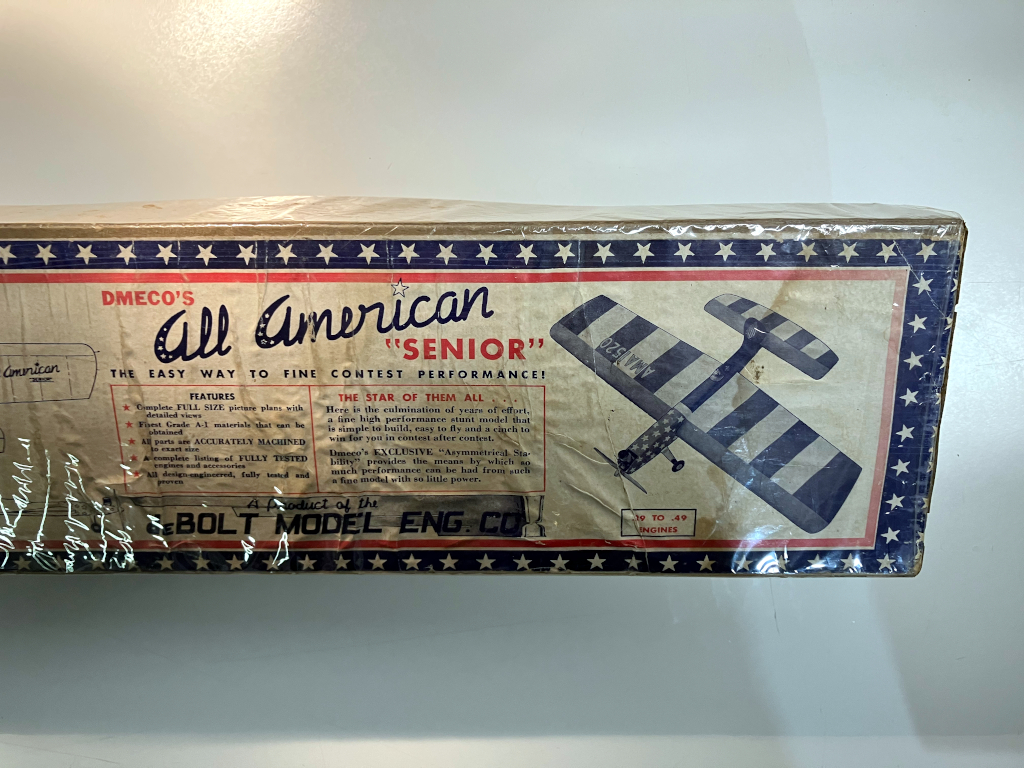 DMECO'S
All American
"SENIOR"
THE EASY WAY TO FINE CONTEST PERFORMANCE!
American
FEATURES
★ Complete FULL SIZE picture plans with
detailed views
★ Finest Grade A-1 materials that can be
obtained
★ All parts are ACCURATELY MACHINED
to exact size
★ A complete listing of FULLY TESTED
engines and accessories
★ All design-engineered, fully tested and
proven
THE STAR OF THEM ALL . . . .
Here is the culmination of years of effort,
a fine high performance stunt model that
is simple to build, easy to fly and a cinch to
win for you in contest after contest.
Dmeco's EXCLUSIVE "Asymmetrical Sta-
bility" provides the means by which so
much performance can be had from such
a fine model with so little power.
A Product of the
deBOLT MODEL ENG. CO.
AMA 1520
.19 TO .49
ENGINES